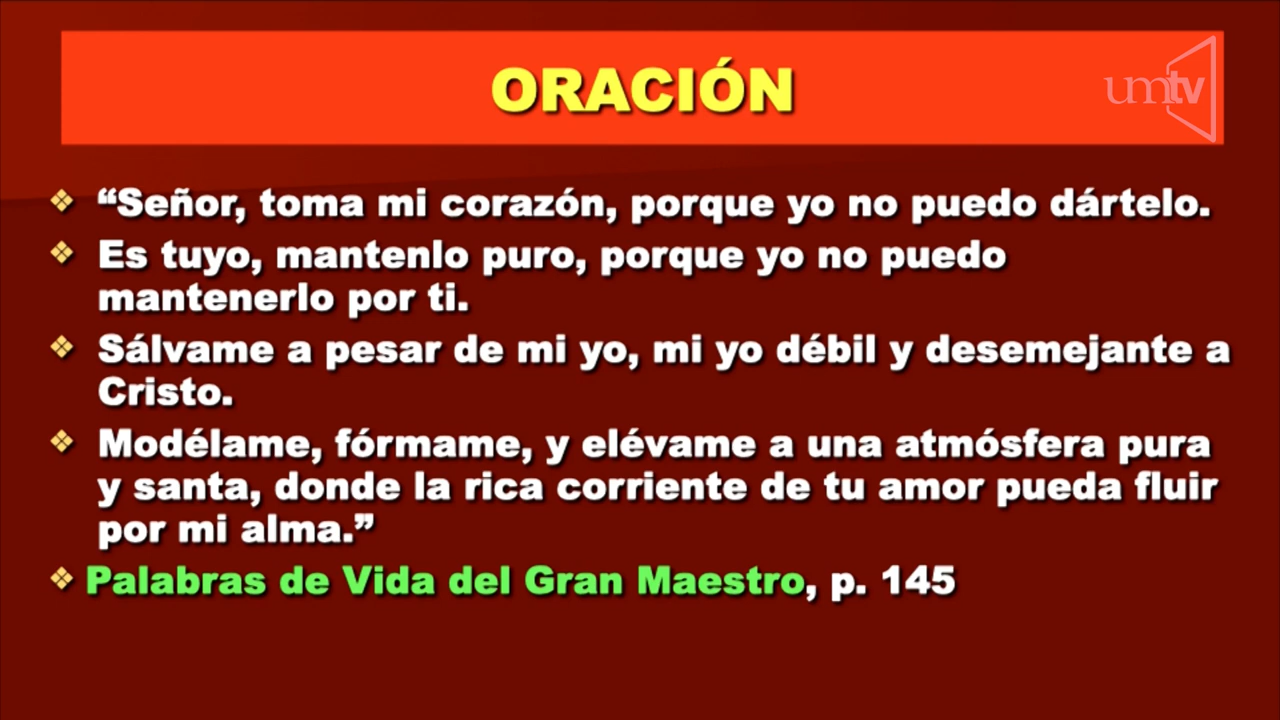 ORACIÓN
umtv
❖ “Señor, toma mi corazón, porque yo no puedo dártelo.
❖ Es tuyo, mantenlo puro, porque yo no puedo
mantenerlo por ti.
❖ Sálvame a pesar de mi yo, mi yo débil y desemejante a
Cristo.
❖ Modélame, fórmame, y elévame a una atmósfera pura
y santa, donde la rica corriente de tu amor pueda fluir
por mi alma.”
❖ Palabras de Vida del Gran Maestro, p. 145